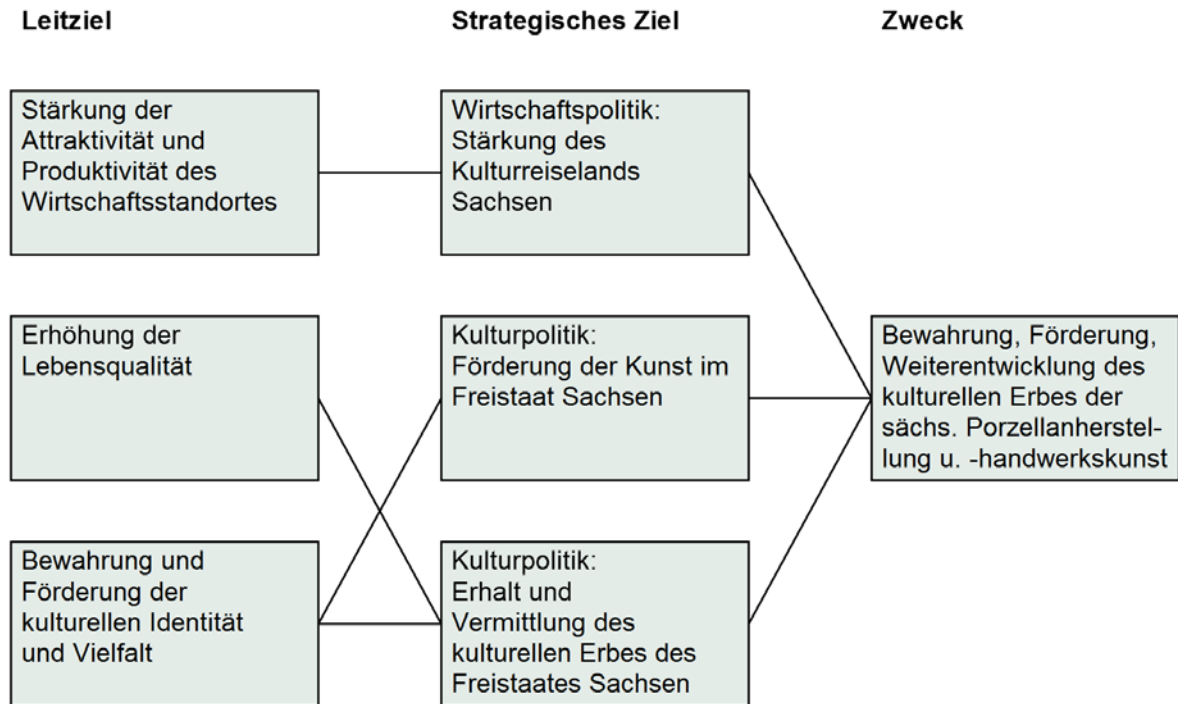 Leitziel
Strategisches Ziel
Zweck
Stärkung der
Attraktivität und
Produktivität des
Wirtschaftsstandortes
Wirtschaftspolitik:
Stärkung des
Kulturreiselands
Sachsen
Erhöhung der
Lebensqualität
Kulturpolitik:
Förderung der Kunst im
Freistaat Sachsen
Bewahrung, Förderung,
Weiterentwicklung des
kulturellen Erbes der
sächs. Porzellanherstel-
lung u. -handwerkskunst
Bewahrung und
Förderung der
kulturellen Identität
und Vielfalt
Kulturpolitik:
Erhalt und
Vermittlung des
kulturellen Erbes des
Freistaates Sachsen